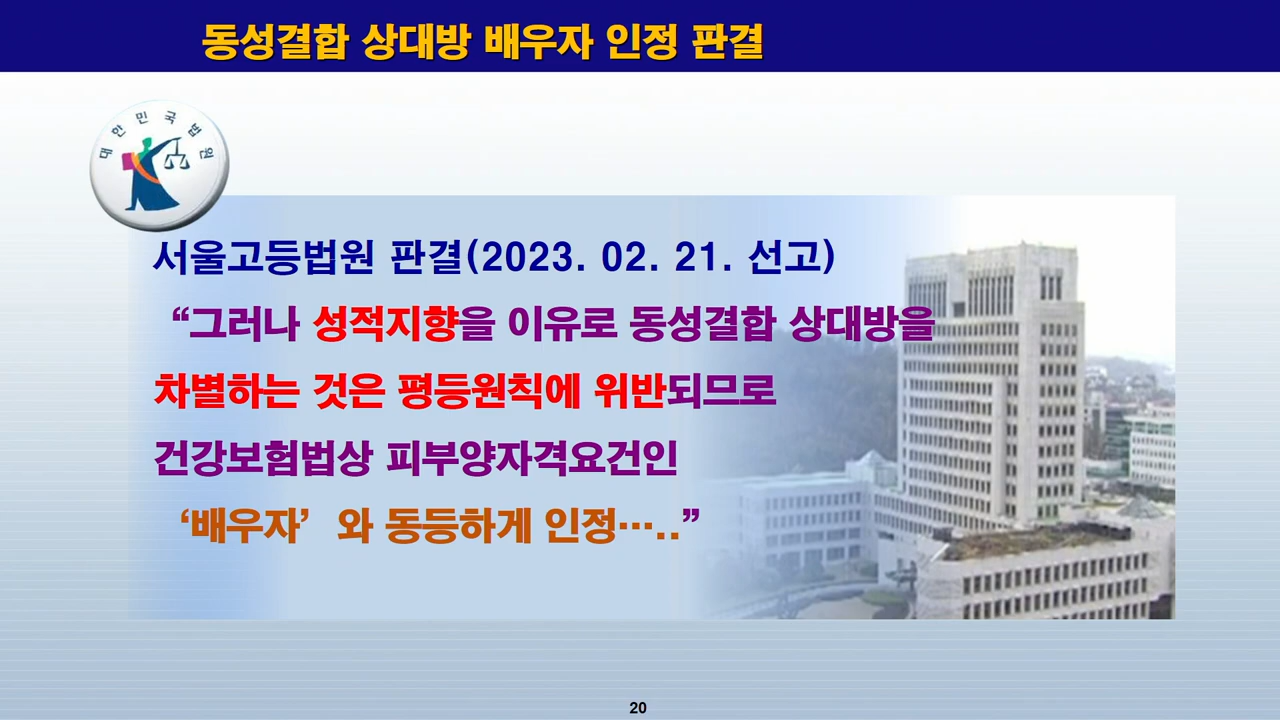 동성결합 상대방 배우자 인정 판결
대한민국법원
서울고등법원 판결(2023. 02. 21. 선고)
“그러나 성적지향을 이유로 동성결합 상대방을
차별하는 것은 평등원칙에 위반되므로
건강보험법상 피부양자격요건인
‘배우자’와 동등하게 인정…..”
20